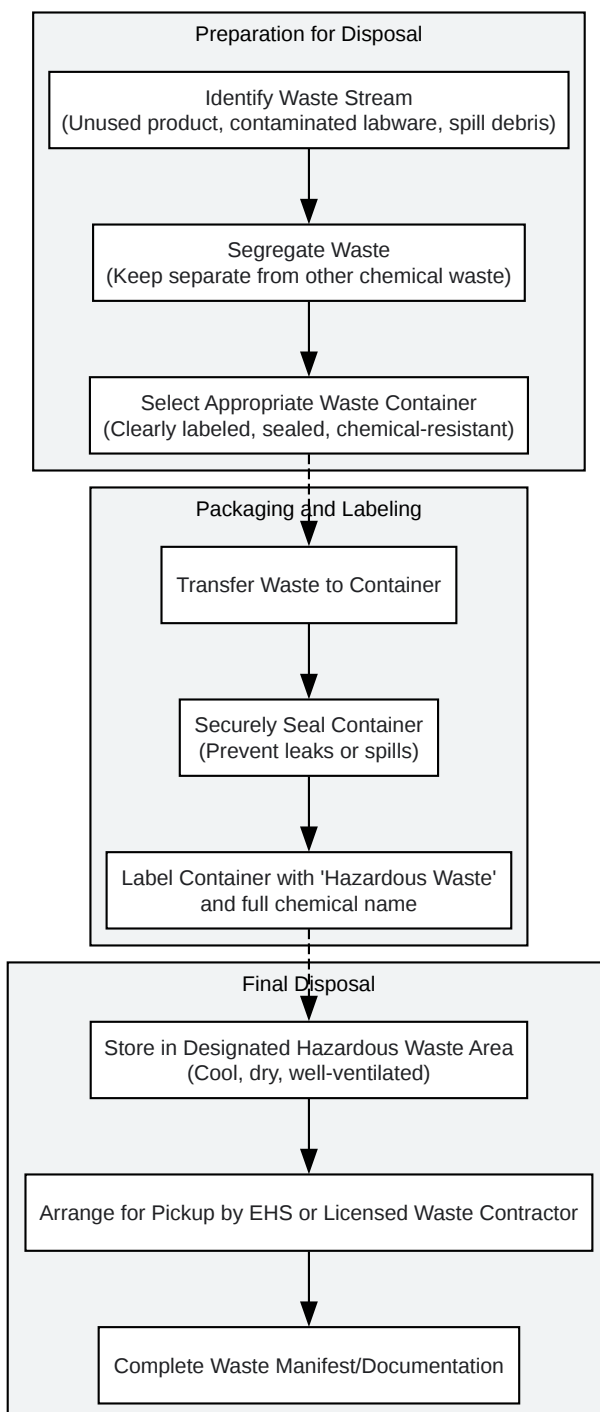 Preparation for Disposal
Identify Waste Stream
(Unused product, contaminated labware, spill debris)
Segregate Waste
(Keep separate from other chemical waste)
Select Appropriate Waste Container
(Clearly labeled, sealed, chemical-resistant)
Packaging and Labeling
Transfer Waste to Container
Securely Seal Container
(Prevent leaks or spills)
Label Container with 'Hazardous Waste'
and full chemical name
Final Disposal
Store in Designated Hazardous Waste Area
(Cool, dry, well-ventilated)
Arrange for Pickup by EHS or Licensed Waste Contractor
Complete Waste Manifest/Documentation